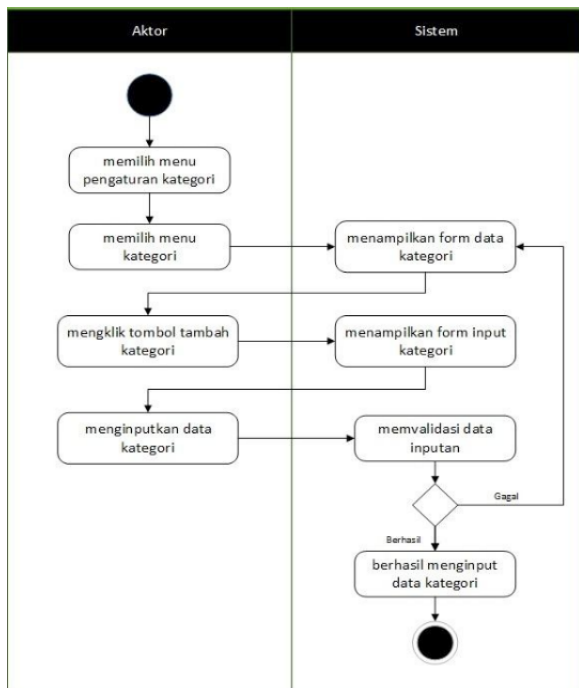 Aktor
Sistem
memilih menu
pengaturan kategori
memilih menu
kategori
menampilkan form data
kategori
mengklik tombol tambah
kategori
menampilkan form input
kategori
menginputkan data
kategori
memvalidasi data
inputan
Gagal
Berhasil
berhasil menginput
data kategori